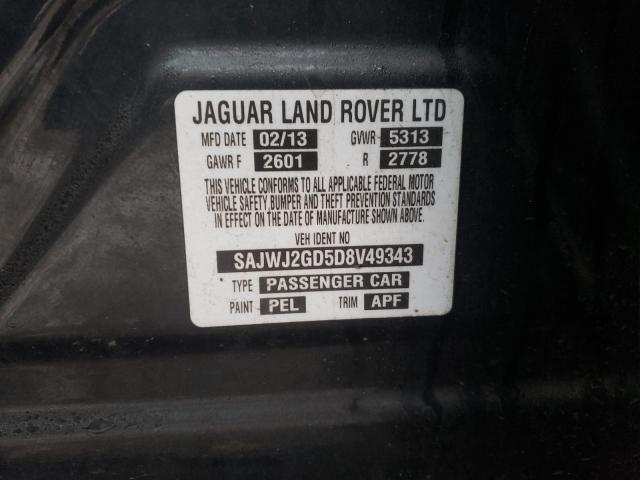 JAGUAR LAND ROVER LTD
MFD DATE 02/13 GVWR 5313
GAWR F 2601 R 2778
THIS VEHICLE CONFORMS TO ALL APPLICABLE FEDERAL MOTOR
VEHICLE SAFETY,BUMPER AND THEFT PREVENTION STANDARDS
IN EFFECT ON THE DATE OF MANUFACTURE SHOWN ABOVE.
VEH IDENT NO
SAJWJ2GD5D8V49343
TYPE PASSENGER CAR
PAINT PEL TRIM APF